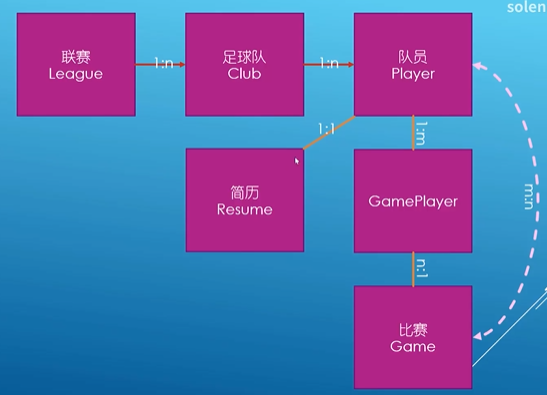 solen
联赛
League
1:n
足球队
Club
1:n
队员
Player
1:1
1:m
简历
Resume
GamePlayer
m:n
n:1
比赛
Game